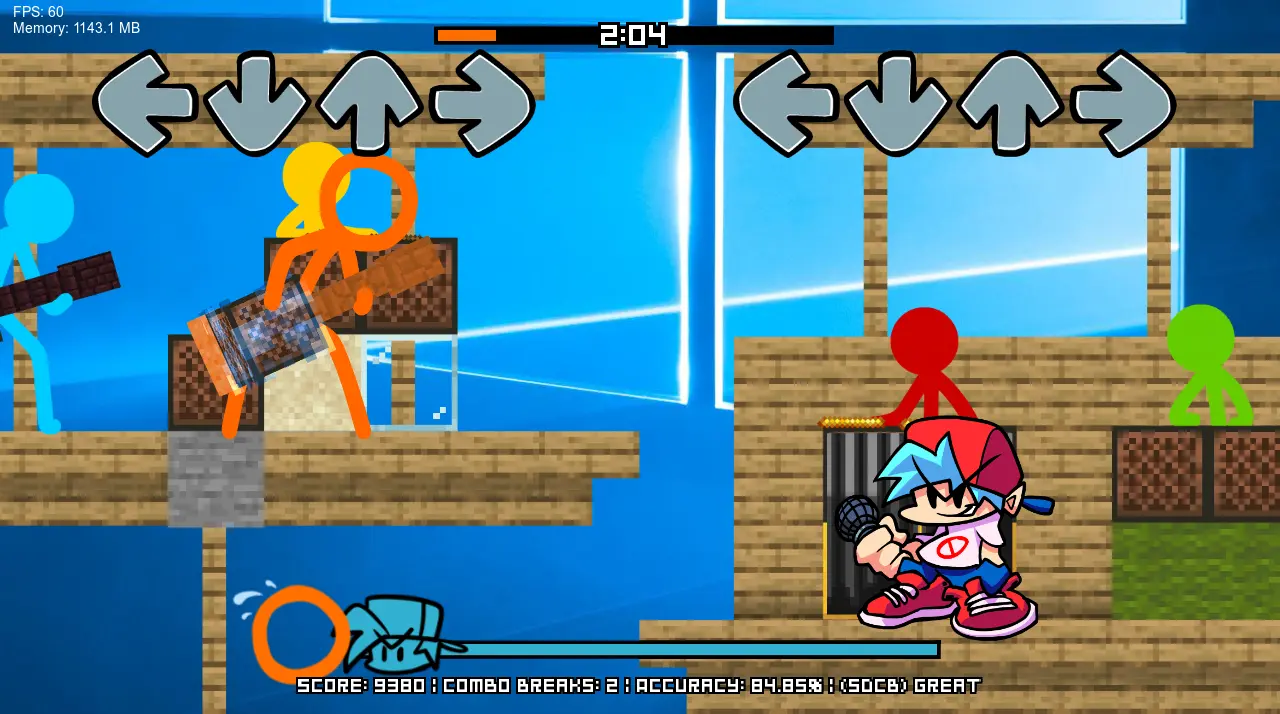 FPS: 60
Memory: 1143.1 MB
2:04
SCORE: 9380 | COMBO BREAKS: 2 | ACCURACY: 84.85% | (SDCB) GREAT